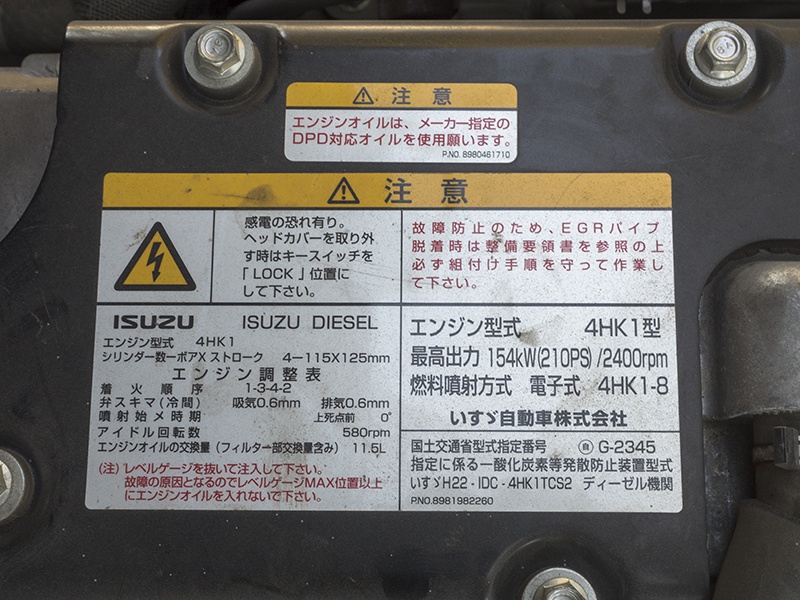 注意
エンジンオイルは、メーカー指定の
DPD対応オイルを使用願います。
P.NO. 8980461710
注意
感電の恐れ有り。
ヘッドカバーを取り外
す時はキースイッチを
「LOCK」位置に
して下さい。
故障防止のため、EGRパイプ
脱着時は整備要領書を参照の上
必ず組付け手順を守って作業し
て下さい。
ISUZU ISUZU DIESEL
エンジン型式 4HK1
シリンダー数ーボアX ストローク 4-115X125mm
エンジン調整表
着火順序 1-3-4-2
弁スキマ(冷間) 吸気0.6mm 排気0.6mm
噴射始メ時期 上死点前 0°
アイドル回転数 580rpm
エンジンオイルの交換量(フィルター部交換量含み) 11.5L
(注) レベルゲージを抜いて注入して下さい。
故障の原因となるのでレベルゲージMAX位置以上
にエンジンオイルを入れないで下さい。
エンジン型式 4HK1型
最高出力 154kW(210PS)/2400rpm
燃料噴射方式 電子式 4HK1-8
いすゞ自動車株式会社
国土交通省型式指定番号 ㊀自 G-2345
指定に係る一酸化炭素等発散防止装置型式
いすゞH22-IDC-4HK1TCS2 ディーゼル機関
P.NO.8981982260